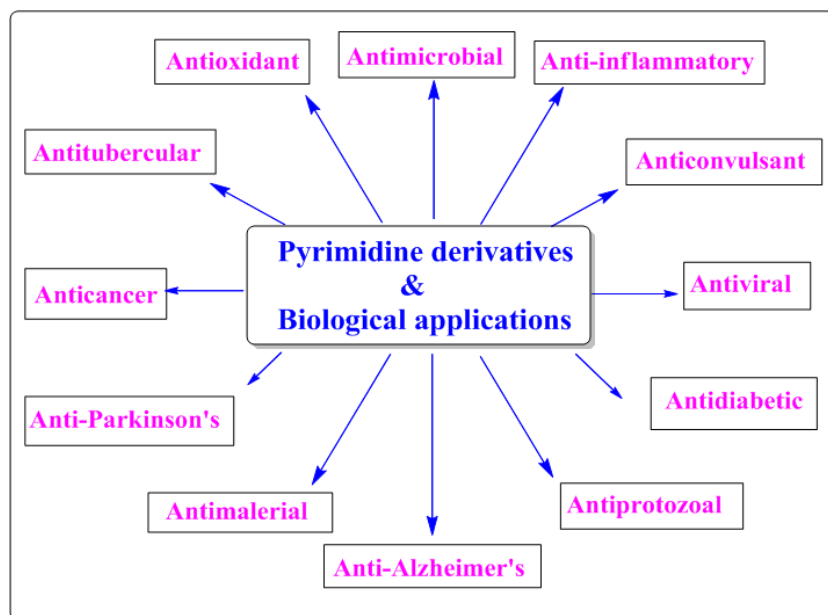 Antimicrobial
Antioxidant
Anti-inflammatory
Antitubercular
Anticonvulsant
Pyrimidine derivatives
&
Biological applications
Anticancer
Antiviral
Anti-Parkinson's
Antidiabetic
Antimalerial
Antiprotozoal
Anti-Alzheimer's